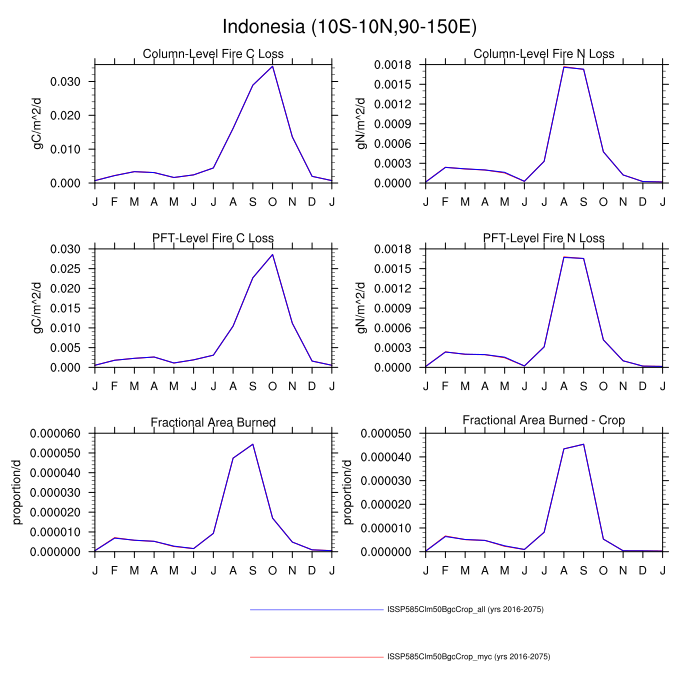 Indonesia (10S-10N,90-150E)
Column-Level Fire C Loss
gC/m^2/d
0.030
0.020
0.010
0.000
J F M A M J J A S O N D J
Column-Level Fire N Loss
gN/m^2/d
0.0018
0.0015
0.0012
0.0009
0.0006
0.0003
0.0000
J F M A M J J A S O N D J
PFT-Level Fire C Loss
gC/m^2/d
0.030
0.025
0.020
0.015
0.010
0.005
0.000
J F M A M J J A S O N D J
PFT-Level Fire N Loss
gN/m^2/d
0.0018
0.0015
0.0012
0.0009
0.0006
0.0003
0.0000
J F M A M J J A S O N D J
Fractional Area Burned
proportion/d
0.000060
0.000050
0.000040
0.000030
0.000020
0.000010
0.000000
J F M A M J J A S O N D J
Fractional Area Burned - Crop
proportion/d
0.000050
0.000040
0.000030
0.000020
0.000010
0.000000
J F M A M J J A S O N D J
ISSP585Clm50BgcCrop_all (yrs 2016-2075)
ISSP585Clm50BgcCrop_myc (yrs 2016-2075)